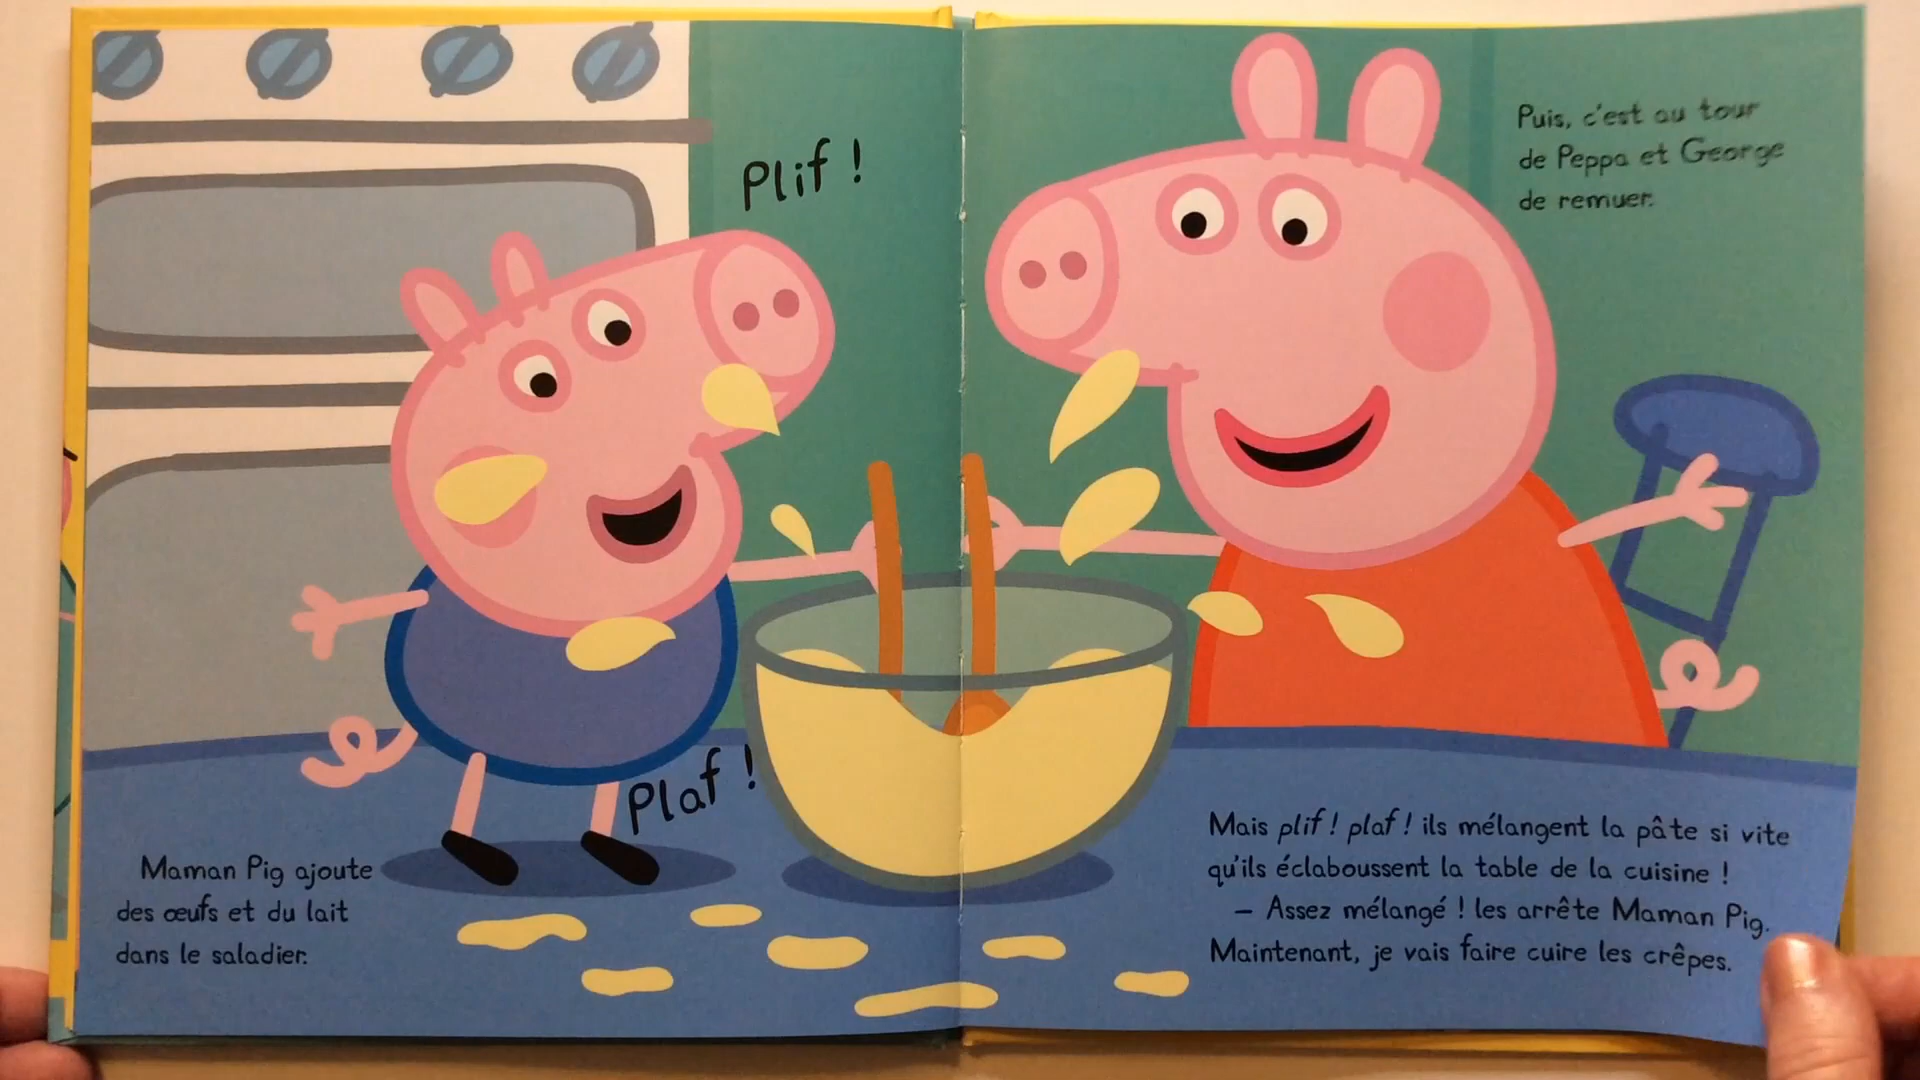 Plif !
Plaf !
Maman Pig ajoute
des œufs et du lait
dans le saladier.
Puis, c'est au tour
de Peppa et George
de remuer.
Mais plif ! plaf ! ils mélangent la pâte si vite
qu'ils éclaboussent la table de la cuisine !
– Assez mélangé ! les arrête Maman Pig.
Maintenant, je vais faire cuire les crêpes.